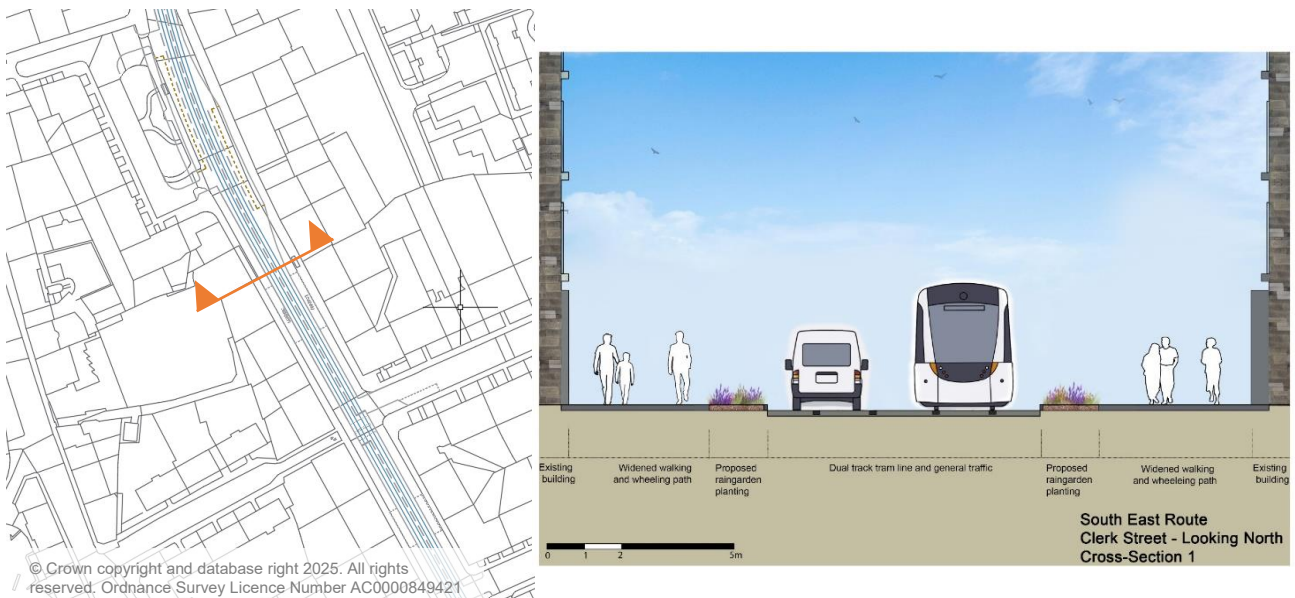 © Crown copyright and database right 2025. All rights
reserved. Ordnance Survey Licence Number AC0000849421
Existing
building
Widened walking
and wheeling path
Proposed
raingarden
planting
Dual track tram line and general traffic
Proposed
raingarden
planting
Widened walking
and wheeleing path
Existing
building
0 1 2 5m
South East Route
Clerk Street - Looking North
Cross-Section 1